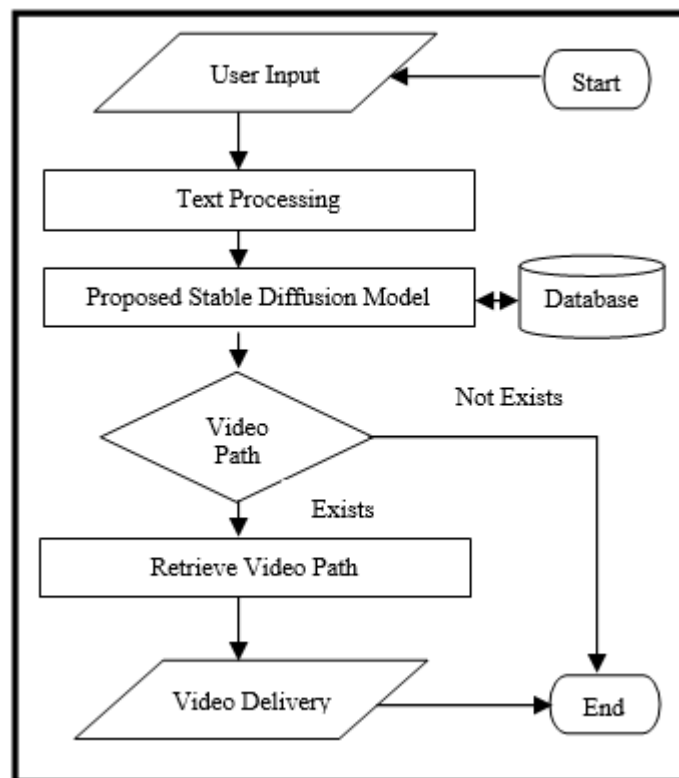 User Input
Start
Text Processing
Proposed Stable Diffusion Model
Database
Not Exists
Video
Path
Exists
Retrieve Video Path
Video Delivery
End